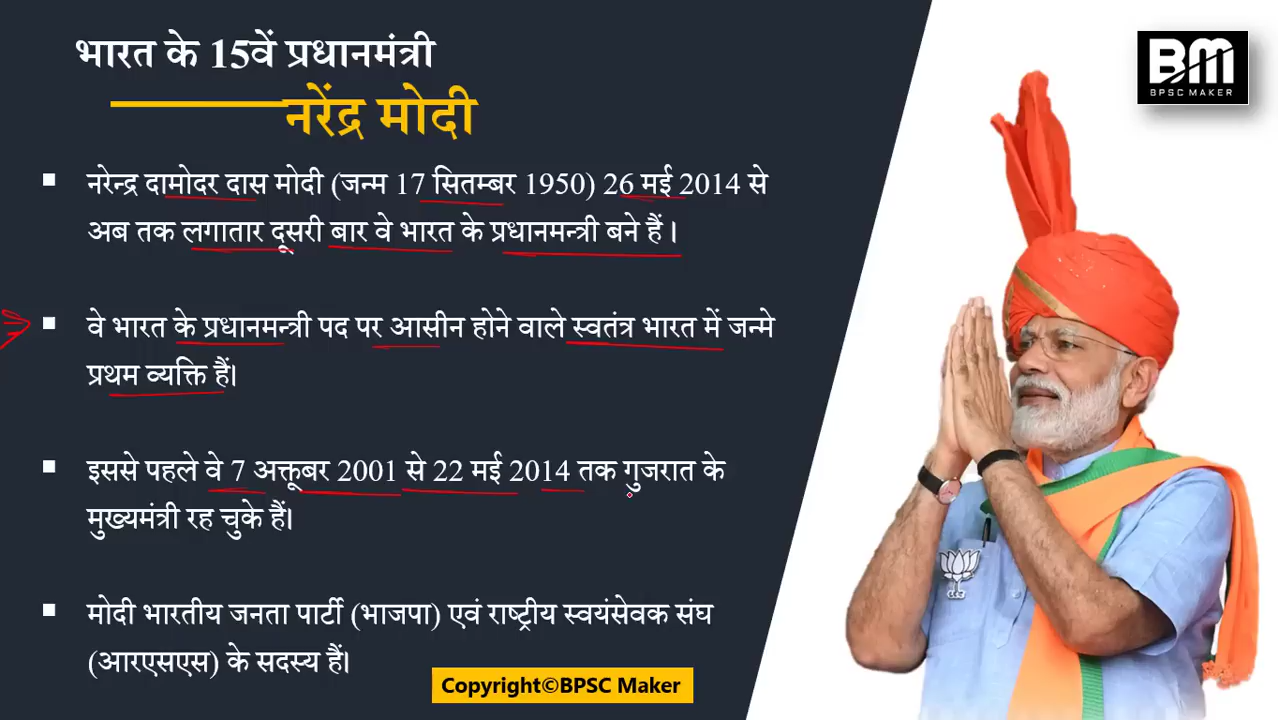 भारत के 15वें प्रधानमंत्री
नरेंद्र मोदी
BM
BPSC MAKER
नरेन्द्र दामोदर दास मोदी (जन्म 17 सितम्बर 1950) 26 मई 2014 से
अब तक लगातार दूसरी बार वे भारत के प्रधानमन्त्री बने हैं ।
वे भारत के प्रधानमन्त्री पद पर आसीन होने वाले स्वतंत्र भारत में जन्मे
प्रथम व्यक्ति हैं।
इससे पहले वे 7 अक्तूबर 2001 से 22 मई 2014 तक गुजरात के
मुख्यमंत्री रह चुके हैं।
मोदी भारतीय जनता पार्टी (भाजपा) एवं राष्ट्रीय स्वयंसेवक संघ
(आरएसएस) के सदस्य हैं।
Copyright©BPSC Maker